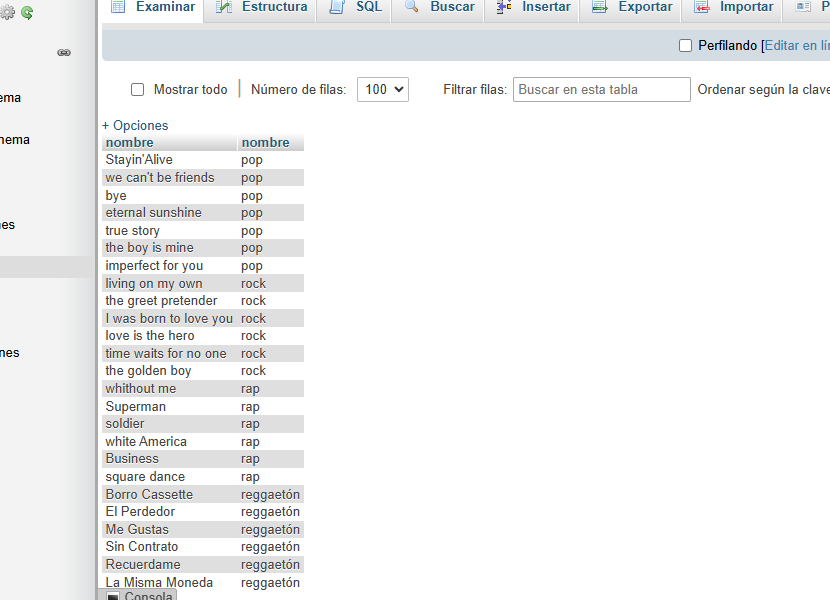 Examinar Estructura SQL Buscar Insertar Exportar Importar P
Perfilando [Editar en lín
ema
Mostrar todo Número de filas: 100 Filtrar filas: Buscar en esta tabla Ordenar según la clave
+ Opciones
nema
nombre nombre
Stayin'Alive pop
we can't be friends pop
bye pop
eternal sunshine pop
nes
true story pop
the boy is mine pop
imperfect for you pop
living on my own rock
the greet pretender rock
I was born to love you rock
love is the hero rock
nes
time waits for no one rock
the golden boy rock
whithout me rap
Superman rap
soldier rap
white America rap
Business rap
square dance rap
Borro Cassette reggaetón
El Perdedor reggaetón
Me Gustas reggaetón
Sin Contrato reggaetón
Recuerdame reggaetón
La Misma Moneda reggaetón
Consola